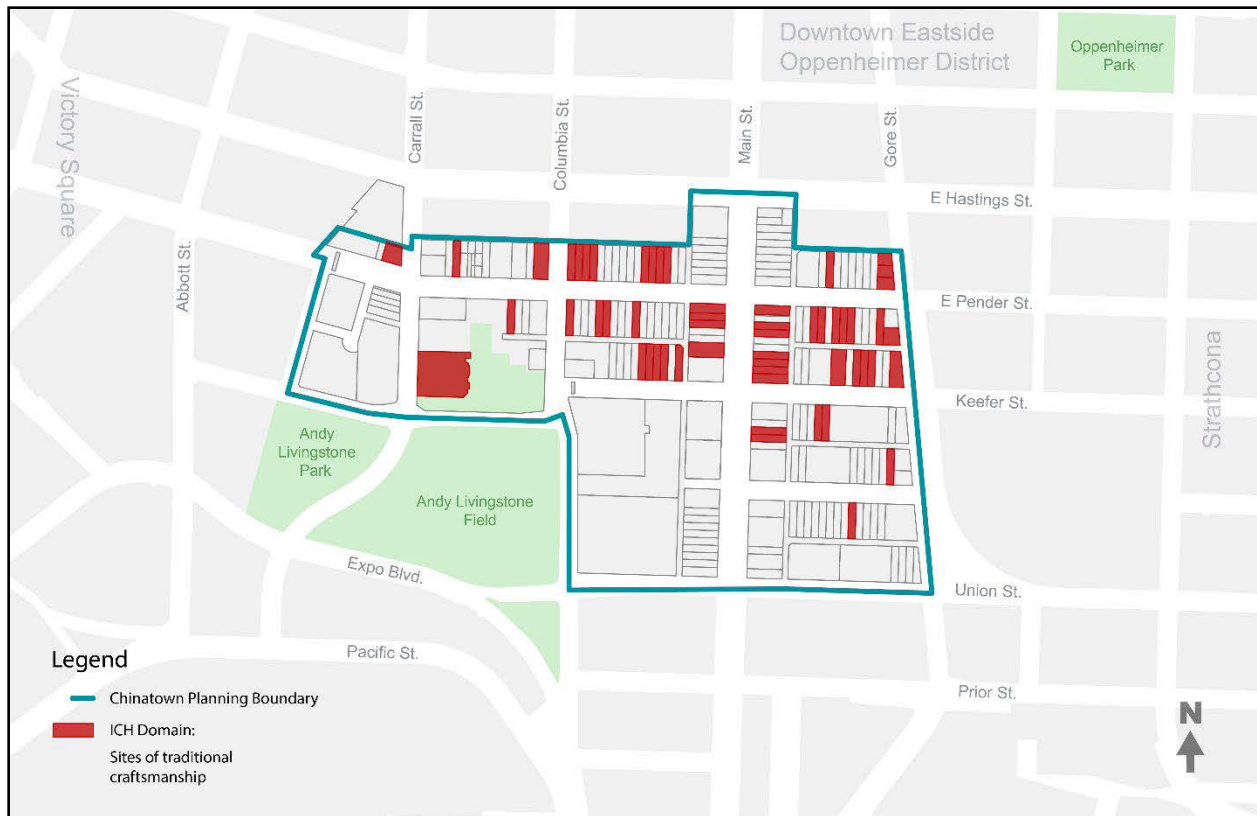 Downtown Eastside
Oppenheimer District
Oppenheimer
Park
Victory Square
Carrall St.
Columbia St.
Main St.
Gore St.
E Hastings St.
Abbott St.
E Pender St.
Strathcona
Keefer St.
Andy
Livingstone
Park
Andy Livingstone
Field
Expo Blvd.
Union St.
Pacific St.
Prior St.
Legend
Chinatown Planning Boundary
ICH Domain:
Sites of traditional
craftsmanship
N